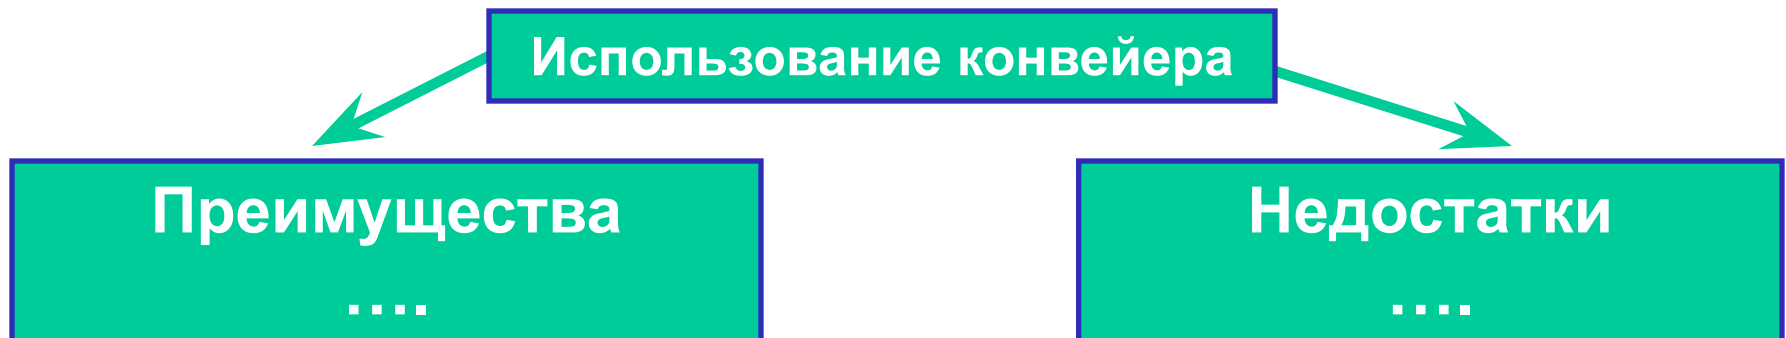 Использование конвейера
Преимущества
....
Недостатки
....